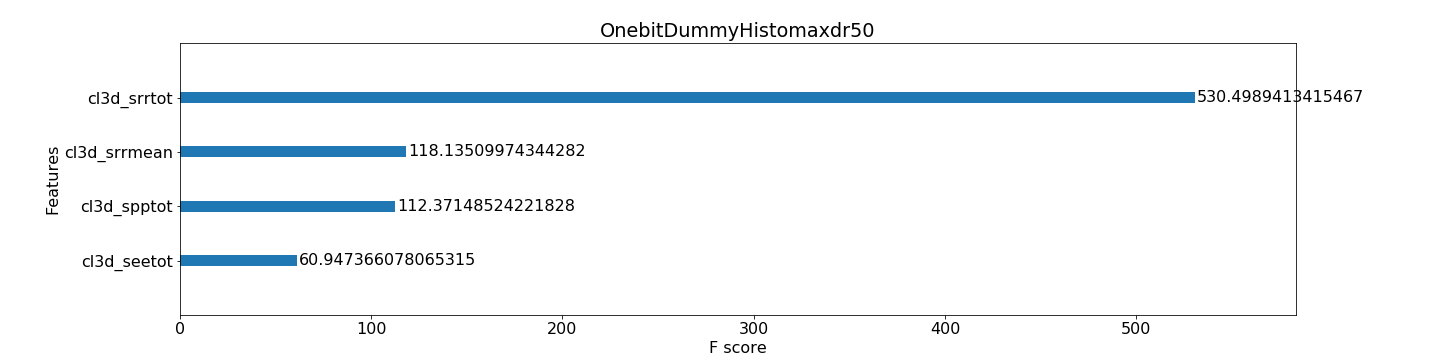 OnebitDummyHistomaxdr50
cl3d_srrtot
530.4989413415467
cl3d_srrmean
118.13509974344282
cl3d_spptot
112.37148524221828
cl3d_seetot
60.947366078065315
Features
0 100 200 300 400 500
F score